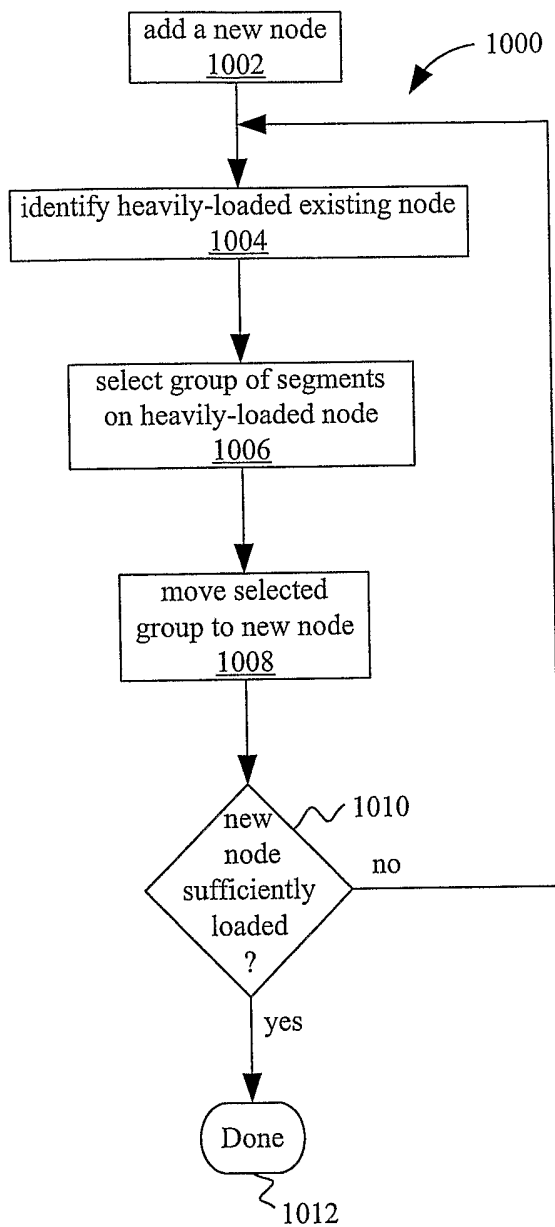 add a new node
1002
1000
identify heavily-loaded existing node
1004
select group of segments
on heavily-loaded node
1006
move selected
group to new node
1008
1010
new
node
sufficiently
loaded
?
no
yes
Done
1012